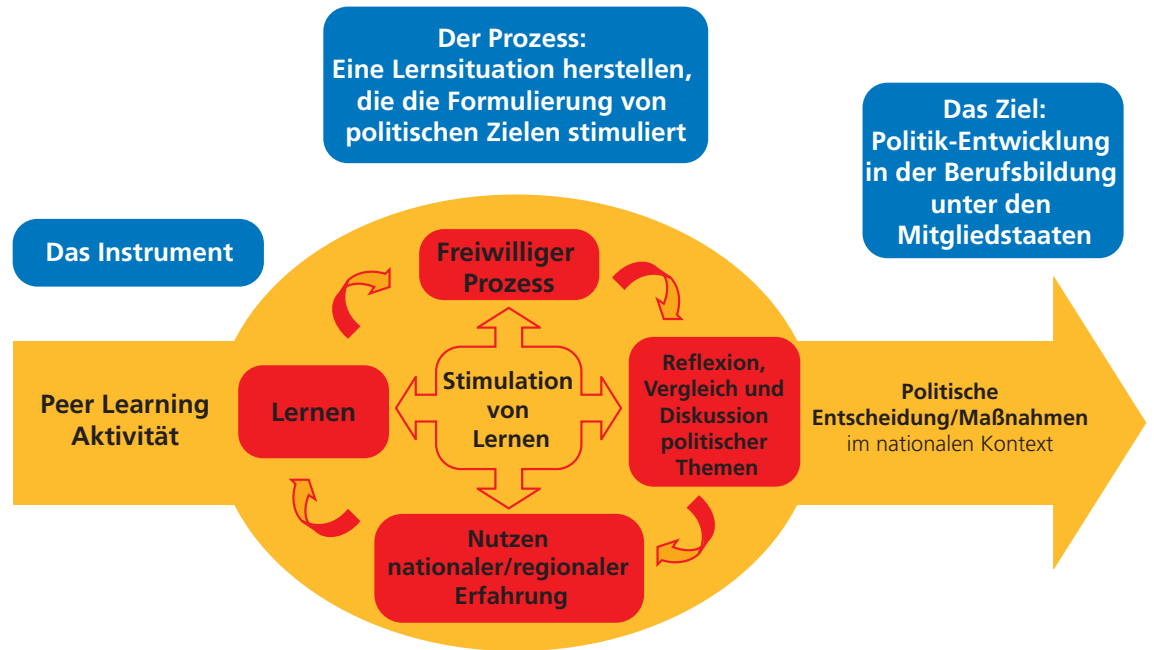 Der Prozess:
Eine Lernsituation herstellen,
die die Formulierung von
politischen Zielen stimuliert
Das Ziel:
Politik-Entwicklung
in der Berufsbildung
unter den
Mitgliedstaaten
Das Instrument
Freiwilliger
Prozess
Peer Learning
Aktivität
Lernen
Stimulation
von
Lernen
Reflexion,
Vergleich und
Diskussion
politischer
Themen
Politische
Entscheidung/Maßnahmen
im nationalen Kontext
Nutzen
nationaler/regionaler
Erfahrung